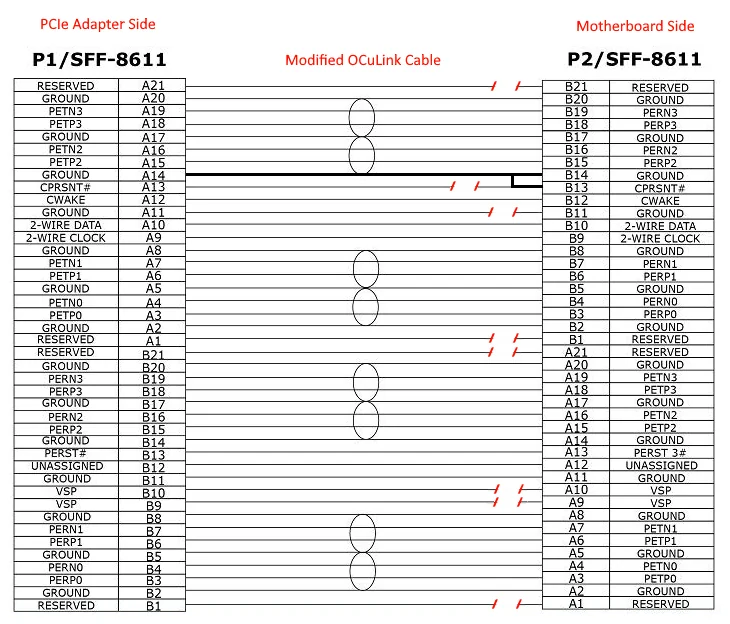 PCIe Adapter Side Motherboard Side
P1/SFF-8611 Modified OCuLink Cable P2/SFF-8611
RESERVED A21 B21 RESERVED
GROUND A20 B20 GROUND
PETN3 A19 B19 PERN3
PETP3 A18 B18 PERP3
GROUND A17 B17 GROUND
PETN2 A16 B16 PERN2
PETP2 A15 B15 PERP2
GROUND A14 B14 GROUND
CPRSNT# A13 B13 CPRSNT#
CWAKE A12 B12 CWAKE
GROUND A11 B11 GROUND
2-WIRE DATA A10 B10 2-WIRE DATA
2-WIRE CLOCK A9 B9 2-WIRE CLOCK
GROUND A8 B8 GROUND
PETN1 A7 B7 PERN1
PETP1 A6 B6 PERP1
GROUND A5 B5 GROUND
PETN0 A4 B4 PERN0
PETP0 A3 B3 PERP0
GROUND A2 B2 GROUND
RESERVED A1 B1 RESERVED
RESERVED B21 A21 RESERVED
GROUND B20 A20 GROUND
PERN3 B19 A19 PETN3
PERP3 B18 A18 PETP3
GROUND B17 A17 GROUND
PERN2 B16 A16 PETN2
PERP2 B15 A15 PETP2
GROUND B14 A14 GROUND
PERST# B13 A13 PERST 3#
UNASSIGNED B12 A12 UNASSIGNED
GROUND B11 A11 GROUND
VSP B10 A10 VSP
VSP B9 A9 VSP
GROUND B8 A8 GROUND
PERN1 B7 A7 PETN1
PERP1 B6 A6 PETP1
GROUND B5 A5 GROUND
PERN0 B4 A4 PETN0
PERP0 B3 A3 PETP0
GROUND B2 A2 GROUND
RESERVED B1 A1 RESERVED